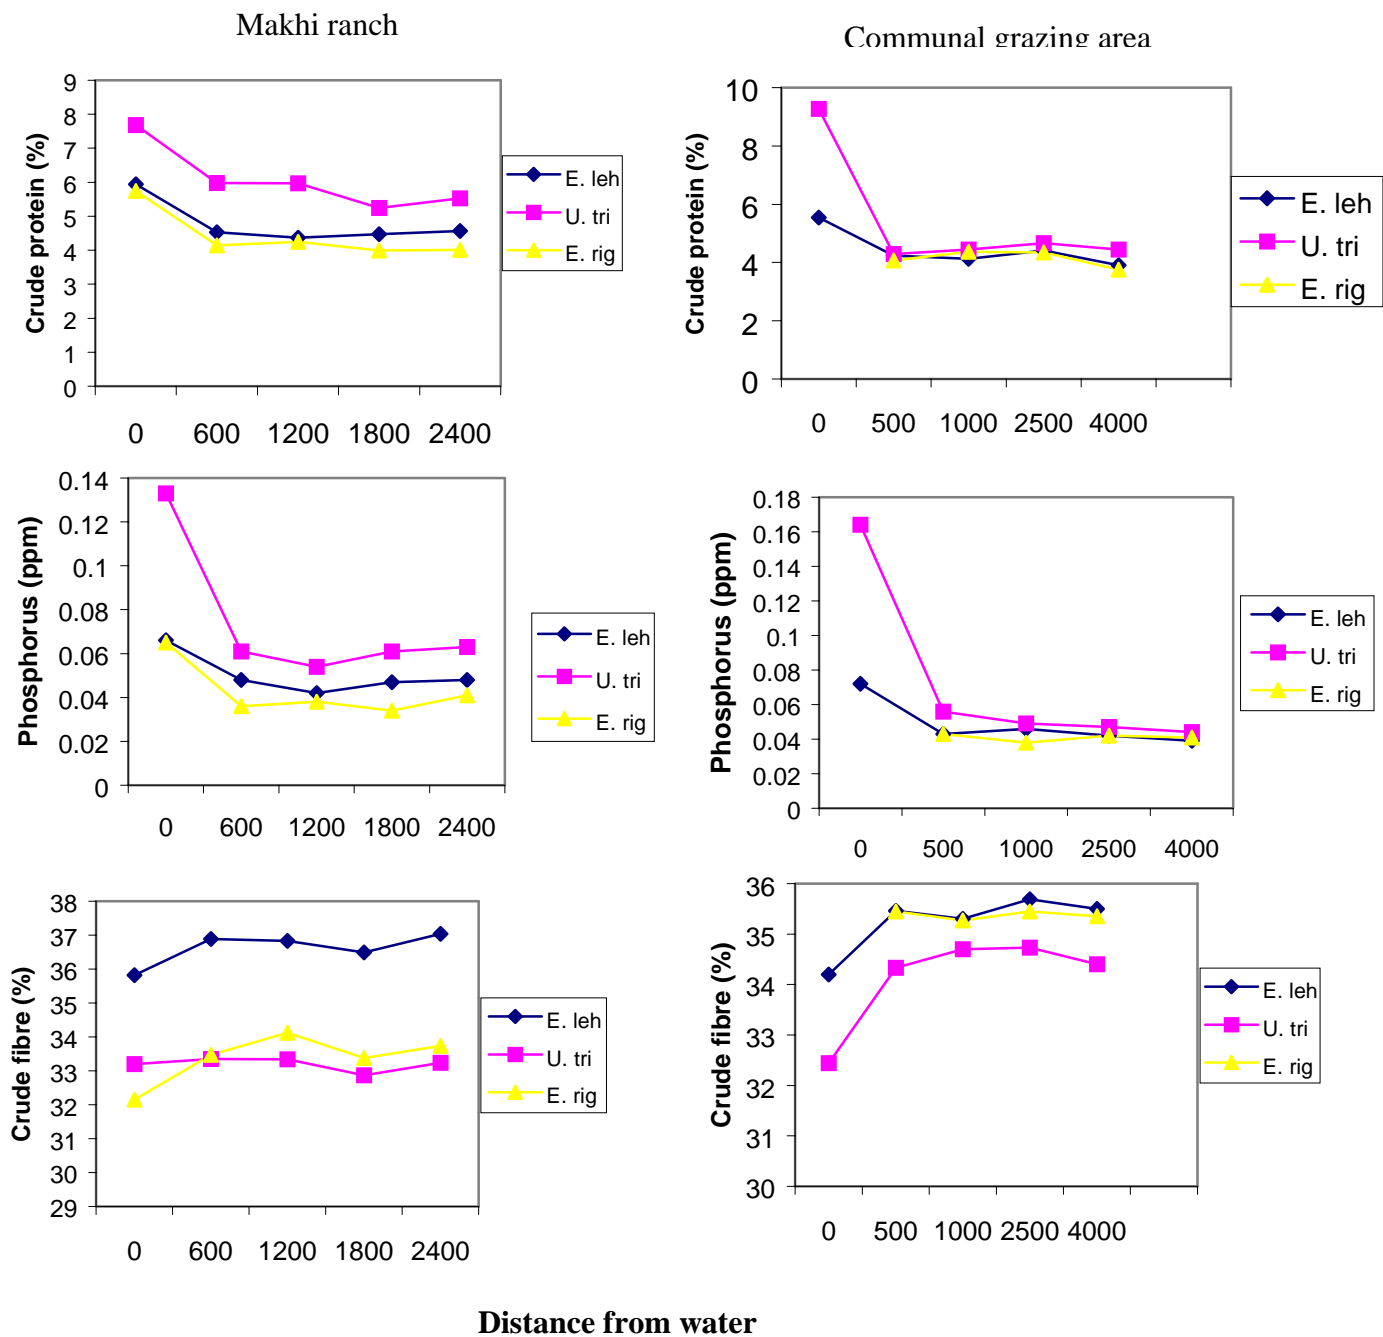 Makhi ranch
Communal grazing area
Crude protein (%)
9
8
7
6
5
4
3
2
1
0
0 600 1200 1800 2400
E. leh
U. tri
E. rig
Crude protein (%)
10
8
6
4
2
0
0 500 1000 2500 4000
E. leh
U. tri
E. rig
Phosphorus (ppm)
0.14
0.12
0.1
0.08
0.06
0.04
0.02
0
0 600 1200 1800 2400
E. leh
U. tri
E. rig
Phosphorus (ppm)
0.18
0.16
0.14
0.12
0.1
0.08
0.06
0.04
0.02
0
0 500 1000 2500 4000
E. leh
U. tri
E. rig
Crude fibre (%)
38
37
36
35
34
33
32
31
30
29
0 600 1200 1800 2400
E. leh
U. tri
E. rig
Crude fibre (%)
36
35
34
33
32
31
30
0 500 1000 2500 4000
E. leh
U. tri
E. rig
Distance from water